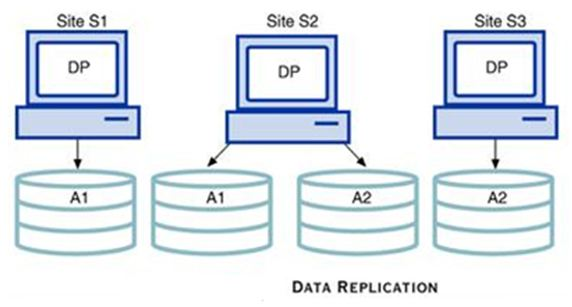 Site S1
Site S2
Site S3
DP
DP
DP
A1
A1
A2
A2
DATA REPLICATION